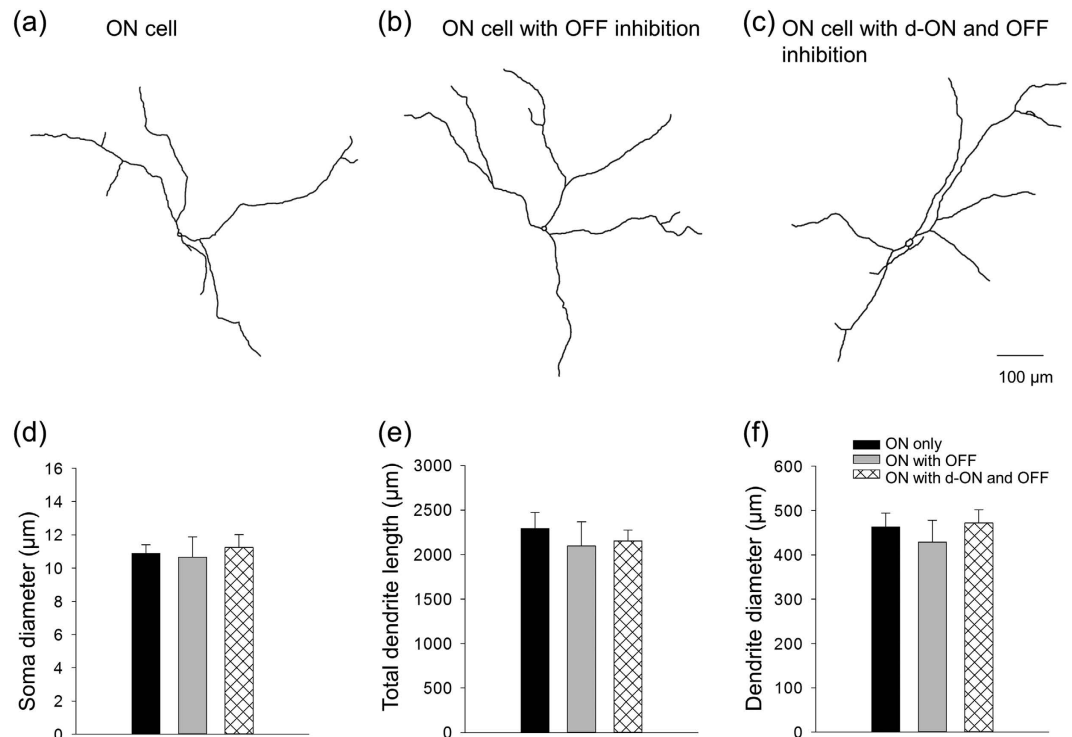 (a)
ON cell
(b)
ON cell with OFF inhibition
(c)
ON cell with d-ON and OFF
inhibition
100 µm
(d)
Soma diameter (µm)
16
14
12
10
8
6
4
2
0
(e)
Total dendrite length (µm)
3000
2500
2000
1500
1000
500
0
(f)
Dendrite diameter (µm)
600
500
400
300
200
100
0
ON only
ON with OFF
ON with d-ON and OFF